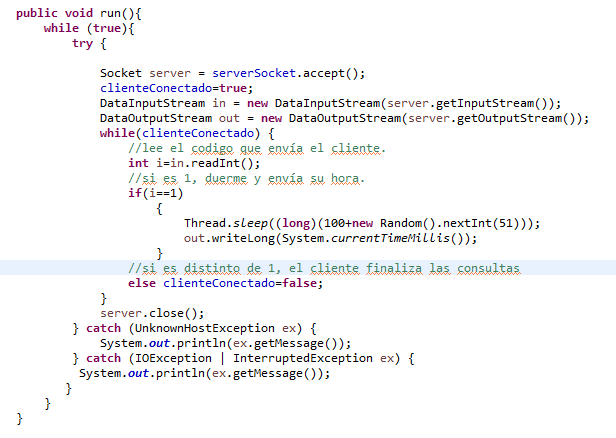 public void run(){
while (true){
try {
Socket server = serverSocket.accept();
clienteConectado=true;
DataInputStream in = new DataInputStream(server.getInputStream());
DataOutputStream out = new DataOutputStream(server.getOutputStream());
while(clienteConectado) {
//lee el codigo que envía el cliente.
int i=in.readInt();
//si es 1, duerme y envía su hora.
if(i==1)
{
Thread.sleep((long)(100+new Random().nextInt(51)));
out.writeLong(System.currentTimeMillis());
}
//si es distinto de 1, el cliente finaliza las consultas
else clienteConectado=false;
}
server.close();
} catch (UnknownHostException ex) {
System.out.println(ex.getMessage());
} catch (IOException | InterruptedException ex) {
System.out.println(ex.getMessage());
}
}
}